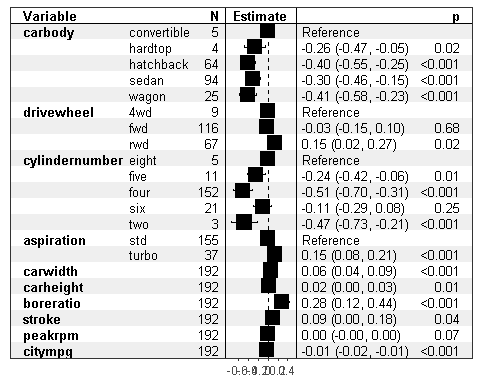 Variable N Estimate p
carbody convertible 5 Reference
hardtop 4 -0.26 (-0.47, -0.05) 0.02
hatchback 64 -0.40 (-0.55, -0.25) <0.001
sedan 94 -0.30 (-0.46, -0.15) <0.001
wagon 25 -0.41 (-0.58, -0.23) <0.001
drivewheel 4wd 9 Reference
fwd 116 -0.03 (-0.15, 0.10) 0.68
rwd 67 0.15 (0.02, 0.27) 0.02
cylindernumber eight 5 Reference
five 11 -0.24 (-0.42, -0.06) 0.01
four 152 -0.51 (-0.70, -0.31) <0.001
six 21 -0.11 (-0.29, 0.08) 0.25
two 3 -0.47 (-0.73, -0.21) <0.001
aspiration std 155 Reference
turbo 37 0.15 (0.08, 0.21) <0.001
carwidth 192 0.06 (0.04, 0.09) <0.001
carheight 192 0.02 (0.00, 0.03) 0.01
boreratio 192 0.28 (0.12, 0.44) <0.001
stroke 192 0.09 (0.00, 0.18) 0.04
peakrpm 192 0.00 (-0.00, 0.00) 0.07
citympg 192 -0.01 (-0.02, -0.01) <0.001